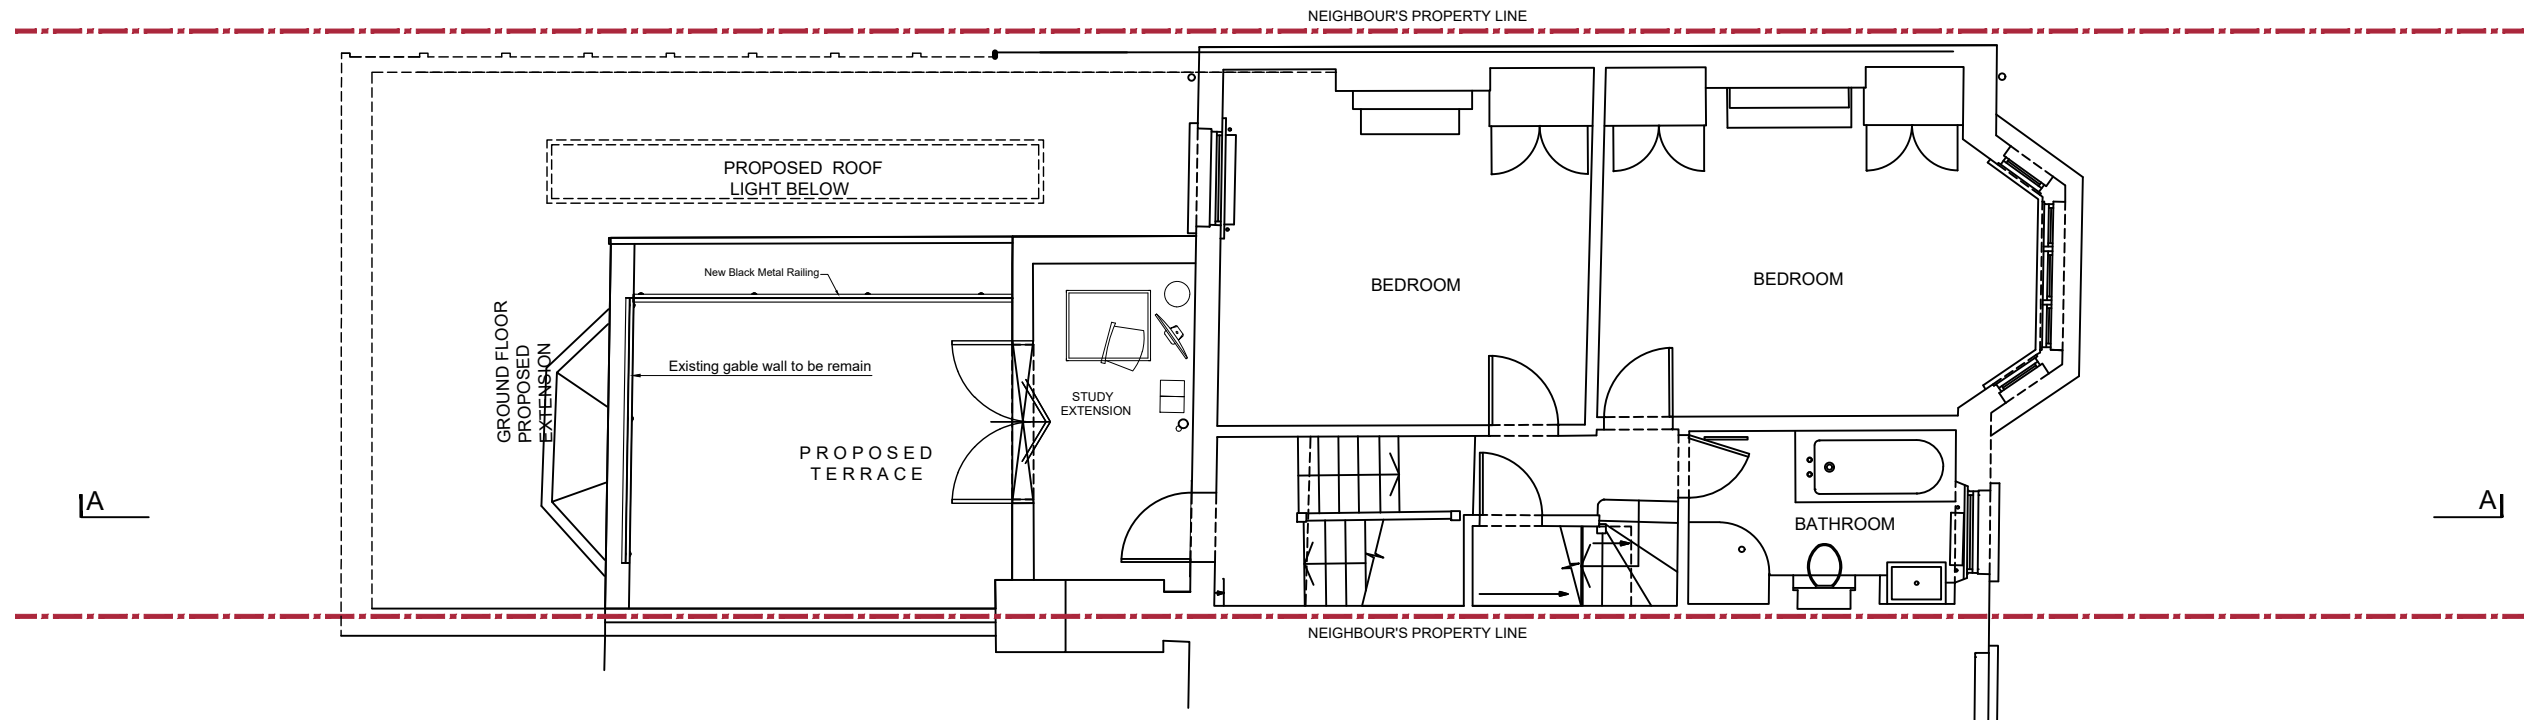 NEIGHBOUR'S PROPERTY LINE
PROPOSED ROOF
LIGHT BELOW
New Black Metal Railing
BEDROOM
BEDROOM
GROUND FLOOR
PROPOSED
EXTENSION
Existing gable wall to be remain
STUDY
EXTENSION
PROPOSED
TERRACE
A
A
BATHROOM
NEIGHBOUR'S PROPERTY LINE